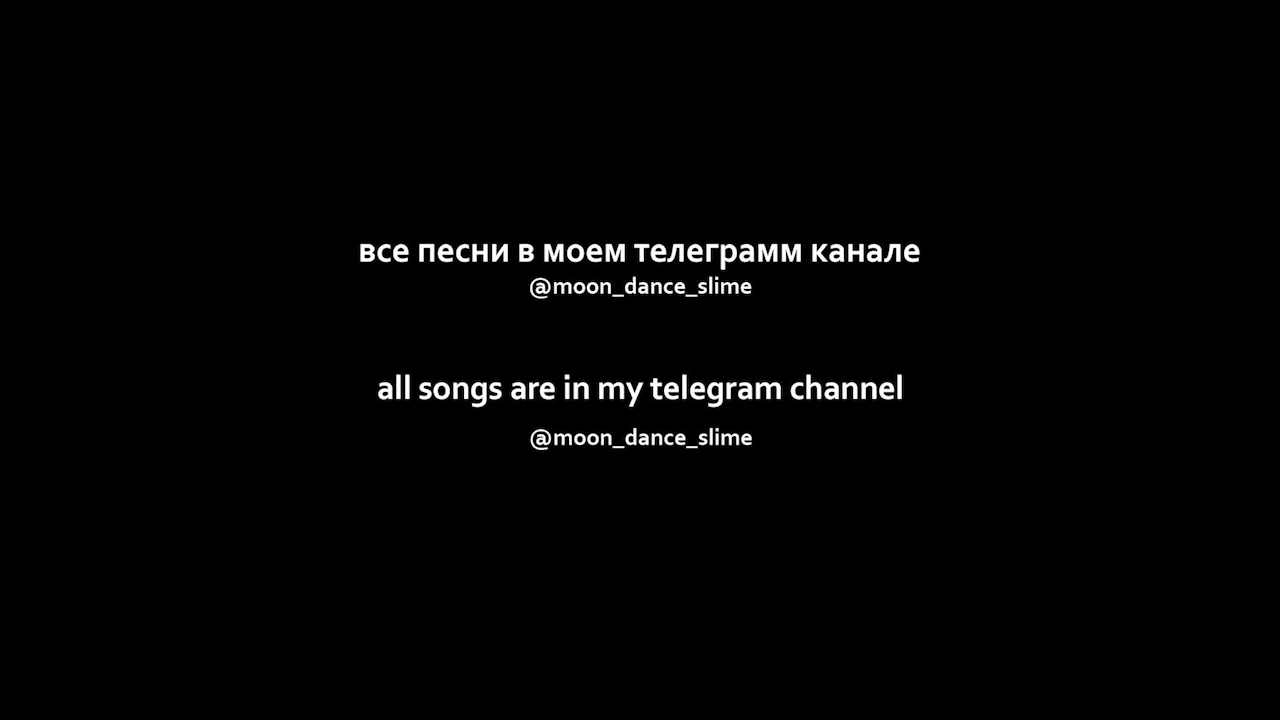 все песни в моем телеграмм канале
@moon_dance_slime
all songs are in my telegram channel
@moon_dance_slime